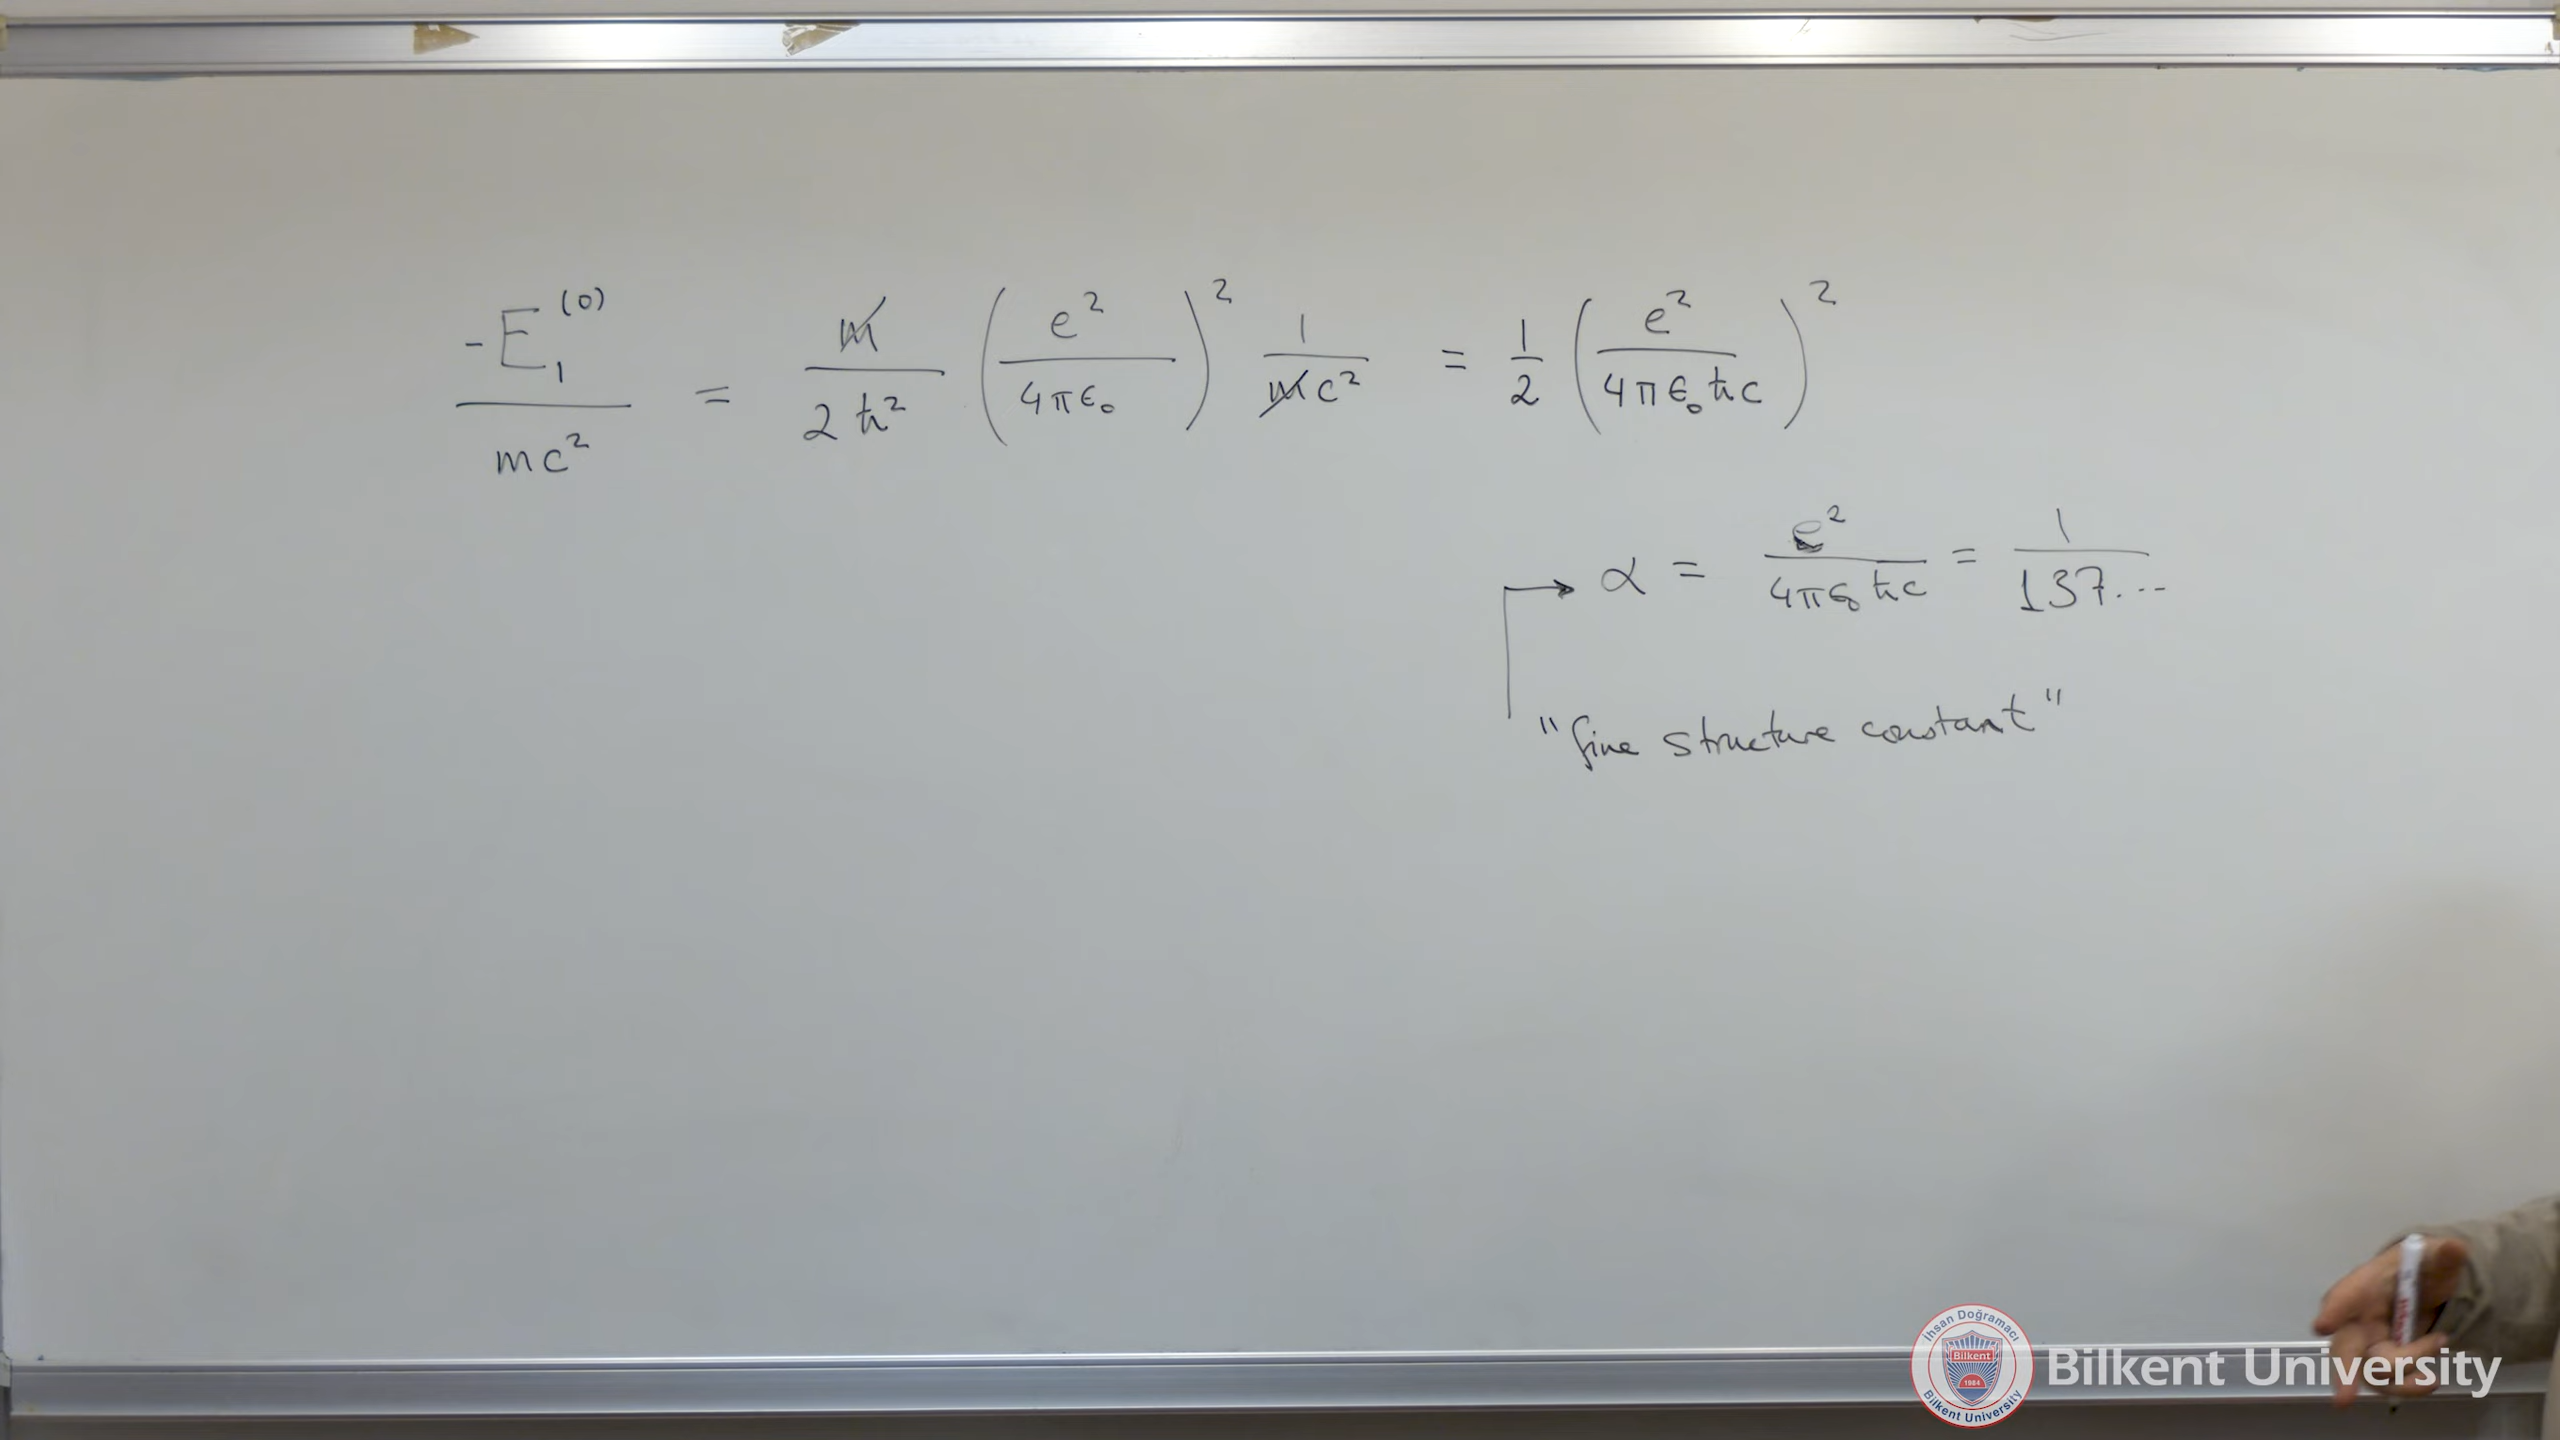 -E₁⁽⁰⁾ / mc² = m / 2ħ² (e² / 4πϵ₀)² 1 / mc² = 1/2 (e² / 4πϵ₀ħc)²
→ α = e² / 4πϵ₀ħc = 1 / 137...
"fine structure constant"
İhsan Doğramacı
Bilkent
1984
Bilkent University
Bilkent University